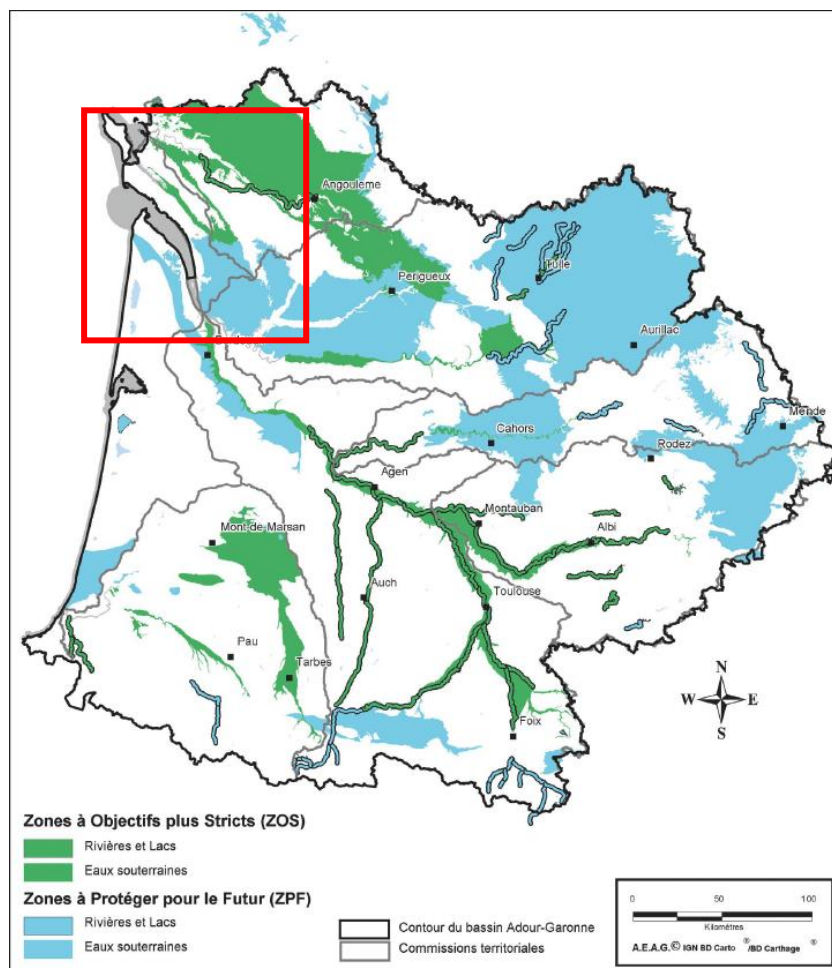 Angouleme
Perigueux
Tulle
Aurillac
Cahors
Mende
Rodez
Agen
Montauban
Mont-de-Marsan
Albi
Auch
Toulouse
Pau
Tarbes
Foix
N
W E
S
Zones à Objectifs plus Stricts (ZOS)
Rivières et Lacs
Eaux souterraines
Zones à Protéger pour le Futur (ZPF)
Rivières et Lacs
Eaux souterraines
Contour du bassin Adour-Garonne
Commissions territoriales
0 50 100
Kilomètres
A.E.A.G.© IGN BD Carto ® /BD Carthage ®